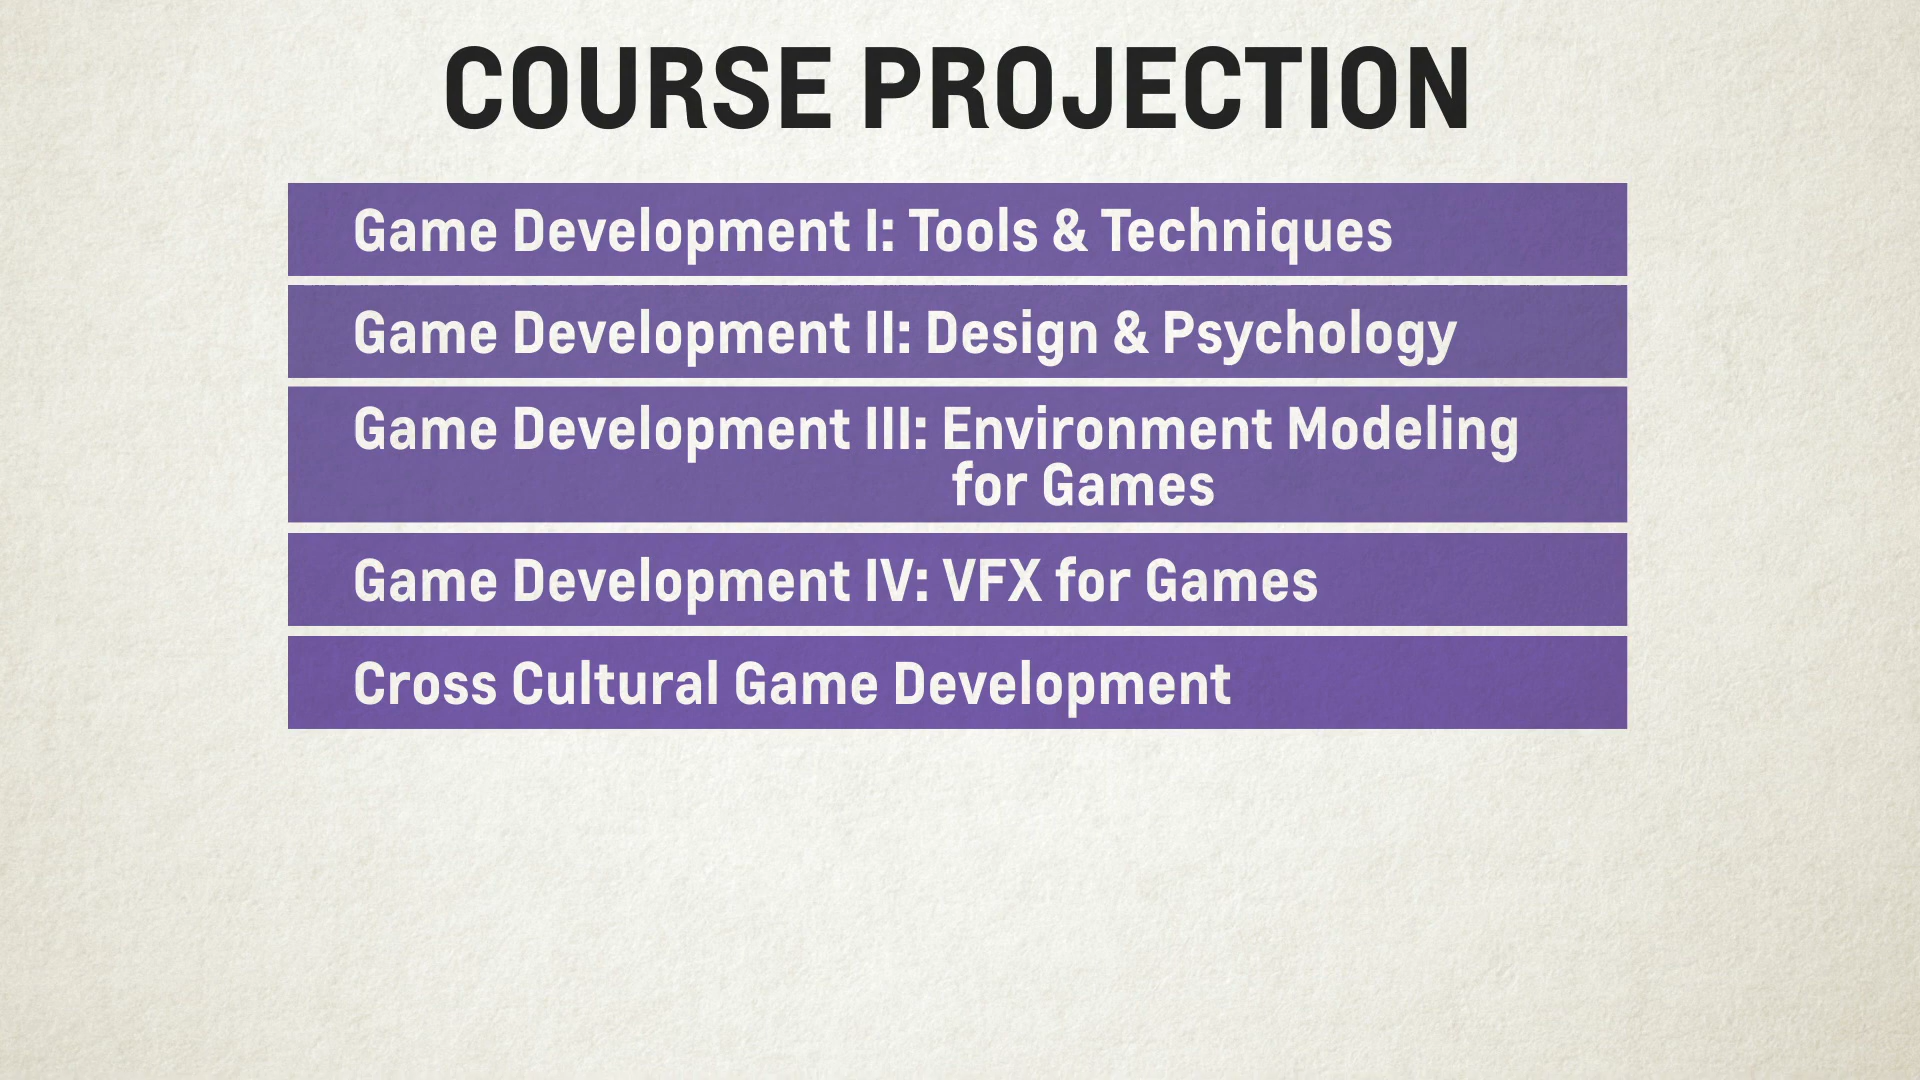 COURSE PROJECTION
Game Development I: Tools & Techniques
Game Development II: Design & Psychology
Game Development III: Environment Modeling
for Games
Game Development IV: VFX for Games
Cross Cultural Game Development